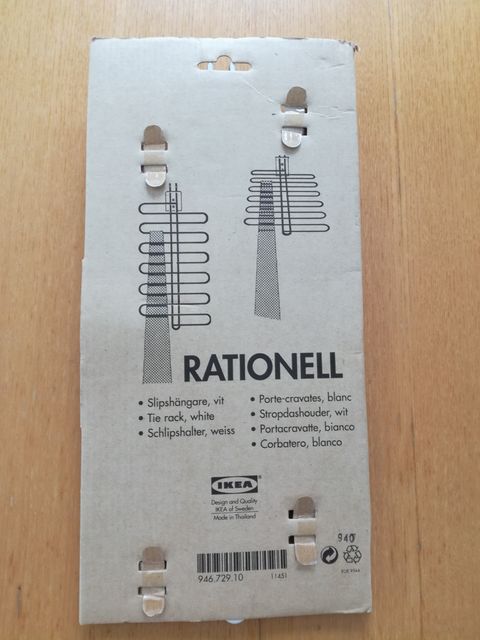 RATIONELL
• Slipshängare, vit
• Tie rack, white
• Schlipshalter, weiss
• Porte-cravates, blanc
• Stropdashouder, wit
• Portacravatte, bianco
• Corbatero, blanco
IKEA
Design and Quality
IKEA of Sweden
Made in Thailand
946.729.10
11451
940